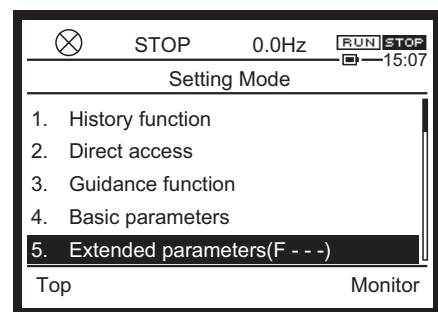 STOP 0.0Hz RUN STOP
15:07
Setting Mode
1. History function
2. Direct access
3. Guidance function
4. Basic parameters
5. Extended parameters(F - - -)
Top Monitor